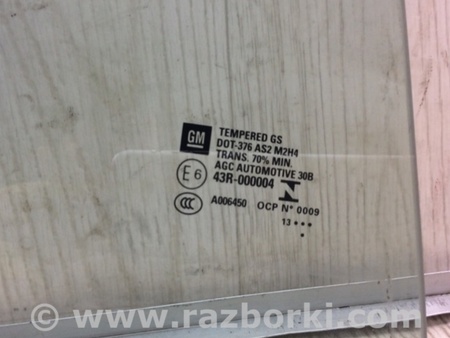 GM
TEMPERED GS
DOT-376 AS2 M2H4
TRANS. 70% MIN.
AGC AUTOMOTIVE 30B
E6 43R-000004
CCC A006450 OCP N° 0009
13
www.razborki.com